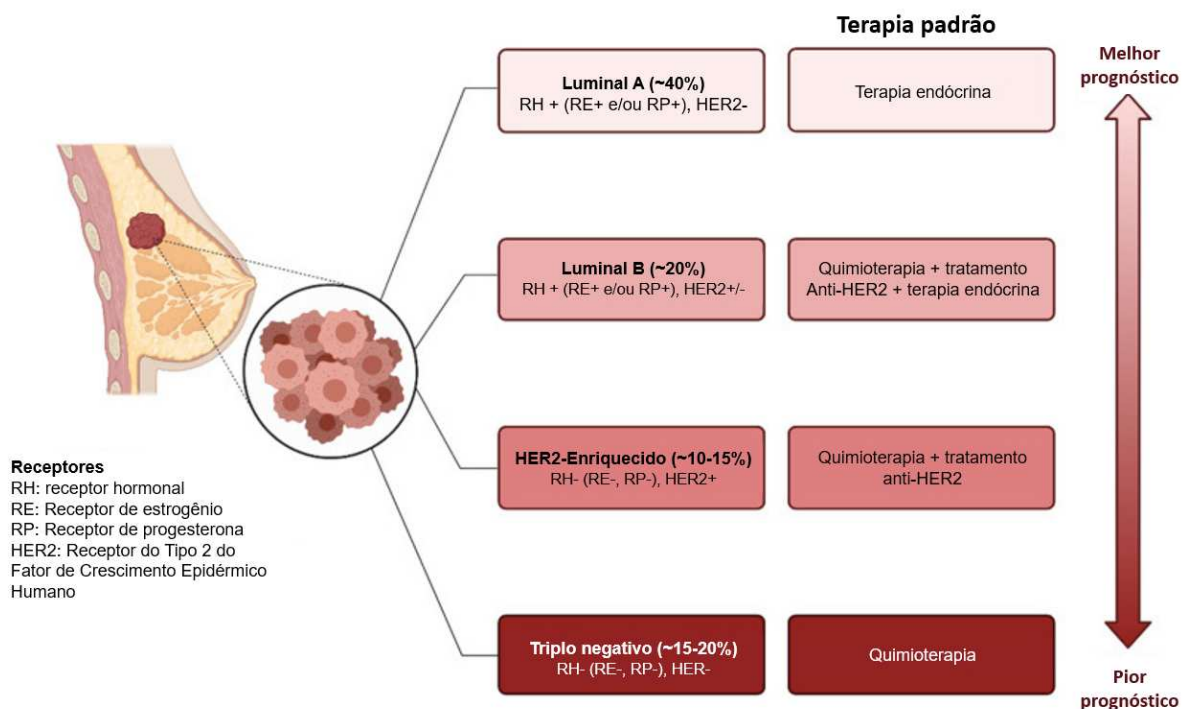 Terapia padrão
Melhor
prognóstico
Luminal A (~40%)
RH + (RE+ e/ou RP+), HER2-
Terapia endócrina
Luminal B (~20%)
RH + (RE+ e/ou RP+), HER2+/-
Quimioterapia + tratamento
Anti-HER2 + terapia endócrina
HER2-Enriquecido (~10-15%)
RH- (RE-, RP-), HER2+
Quimioterapia + tratamento
anti-HER2
Receptores
RH: receptor hormonal
RE: Receptor de estrogênio
RP: Receptor de progesterona
HER2: Receptor do Tipo 2 do
Fator de Crescimento Epidérmico
Humano
Triplo negativo (~15-20%)
RH- (RE-, RP-), HER-
Quimioterapia
Pior
prognóstico